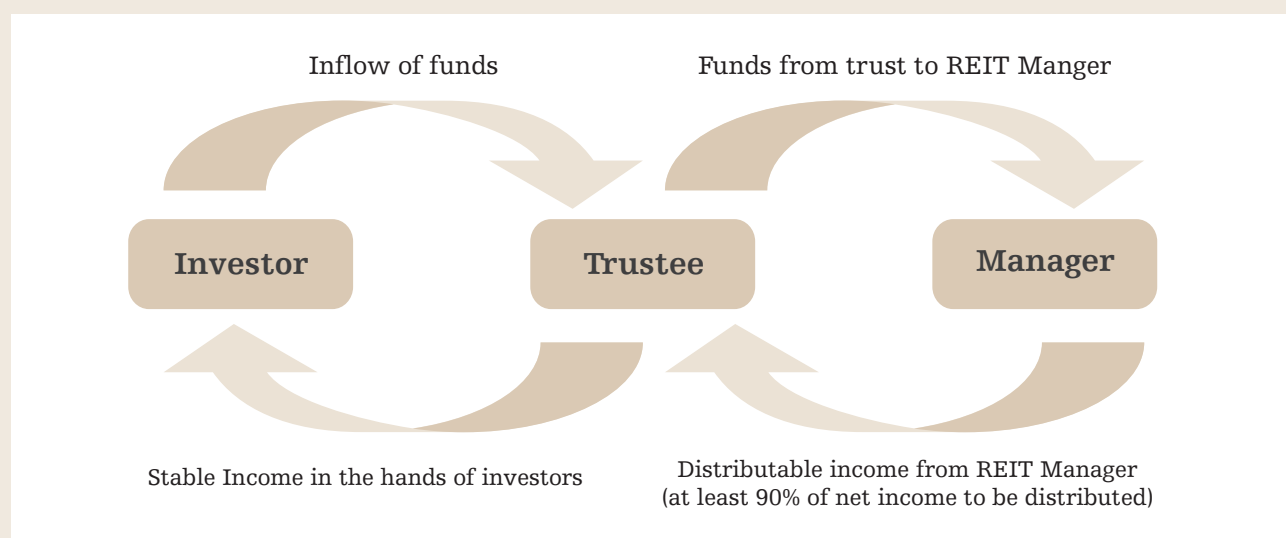 Inflow of funds
Funds from trust to REIT Manger
Investor
Trustee
Manager
Stable Income in the hands of investors
Distributable income from REIT Manager
(at least 90% of net income to be distributed)